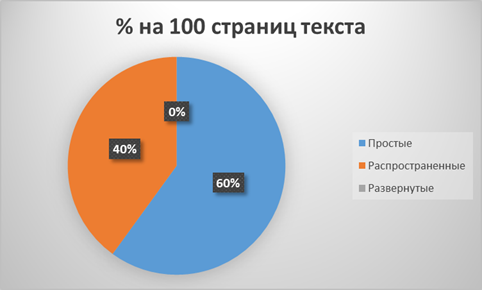 % на 100 страниц текста
0%
40%
60%
Простые
Распространенные
Развернутые